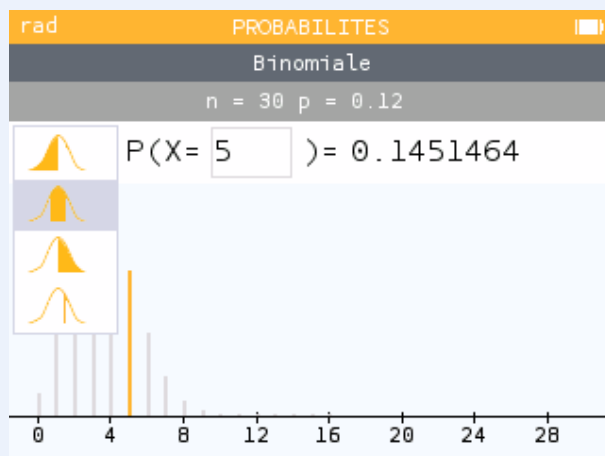 rad PROBABILITES
Binomiale
n = 30 p = 0.12
P(X= 5 )= 0.1451464
0 4 8 12 16 20 24 28